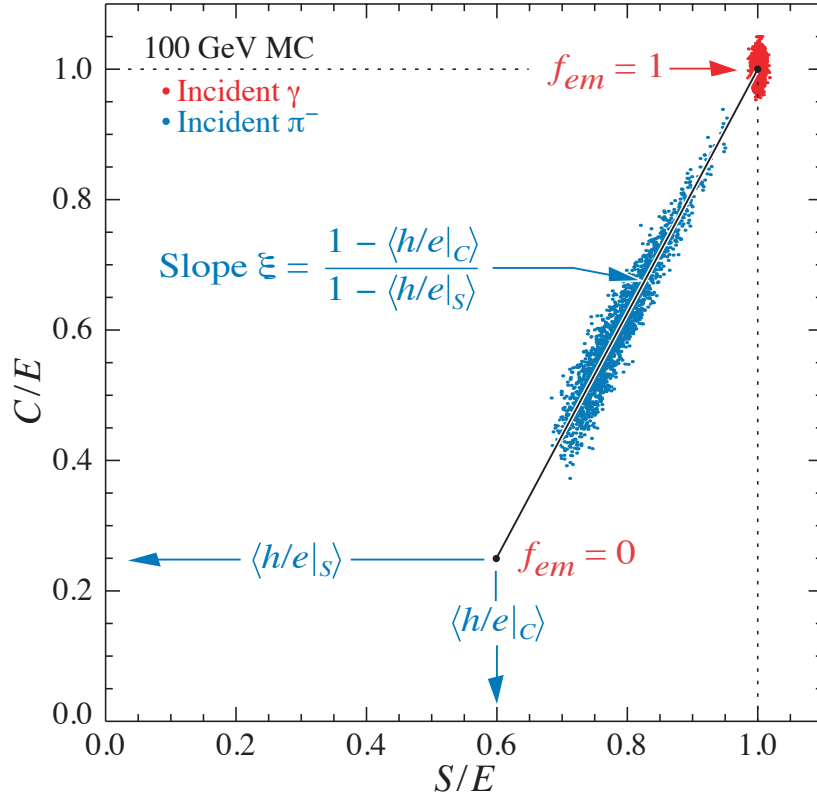 100 GeV MC
• Incident γ
• Incident π⁻
f_em = 1
Slope ξ = (1 − ⟨h/e|_C⟩) / (1 − ⟨h/e|_S⟩)
⟨h/e|_S⟩
f_em = 0
⟨h/e|_C⟩
C/E
1.0
0.8
0.6
0.4
0.2
0.0
0.0 0.2 0.4 0.6 0.8 1.0
S/E